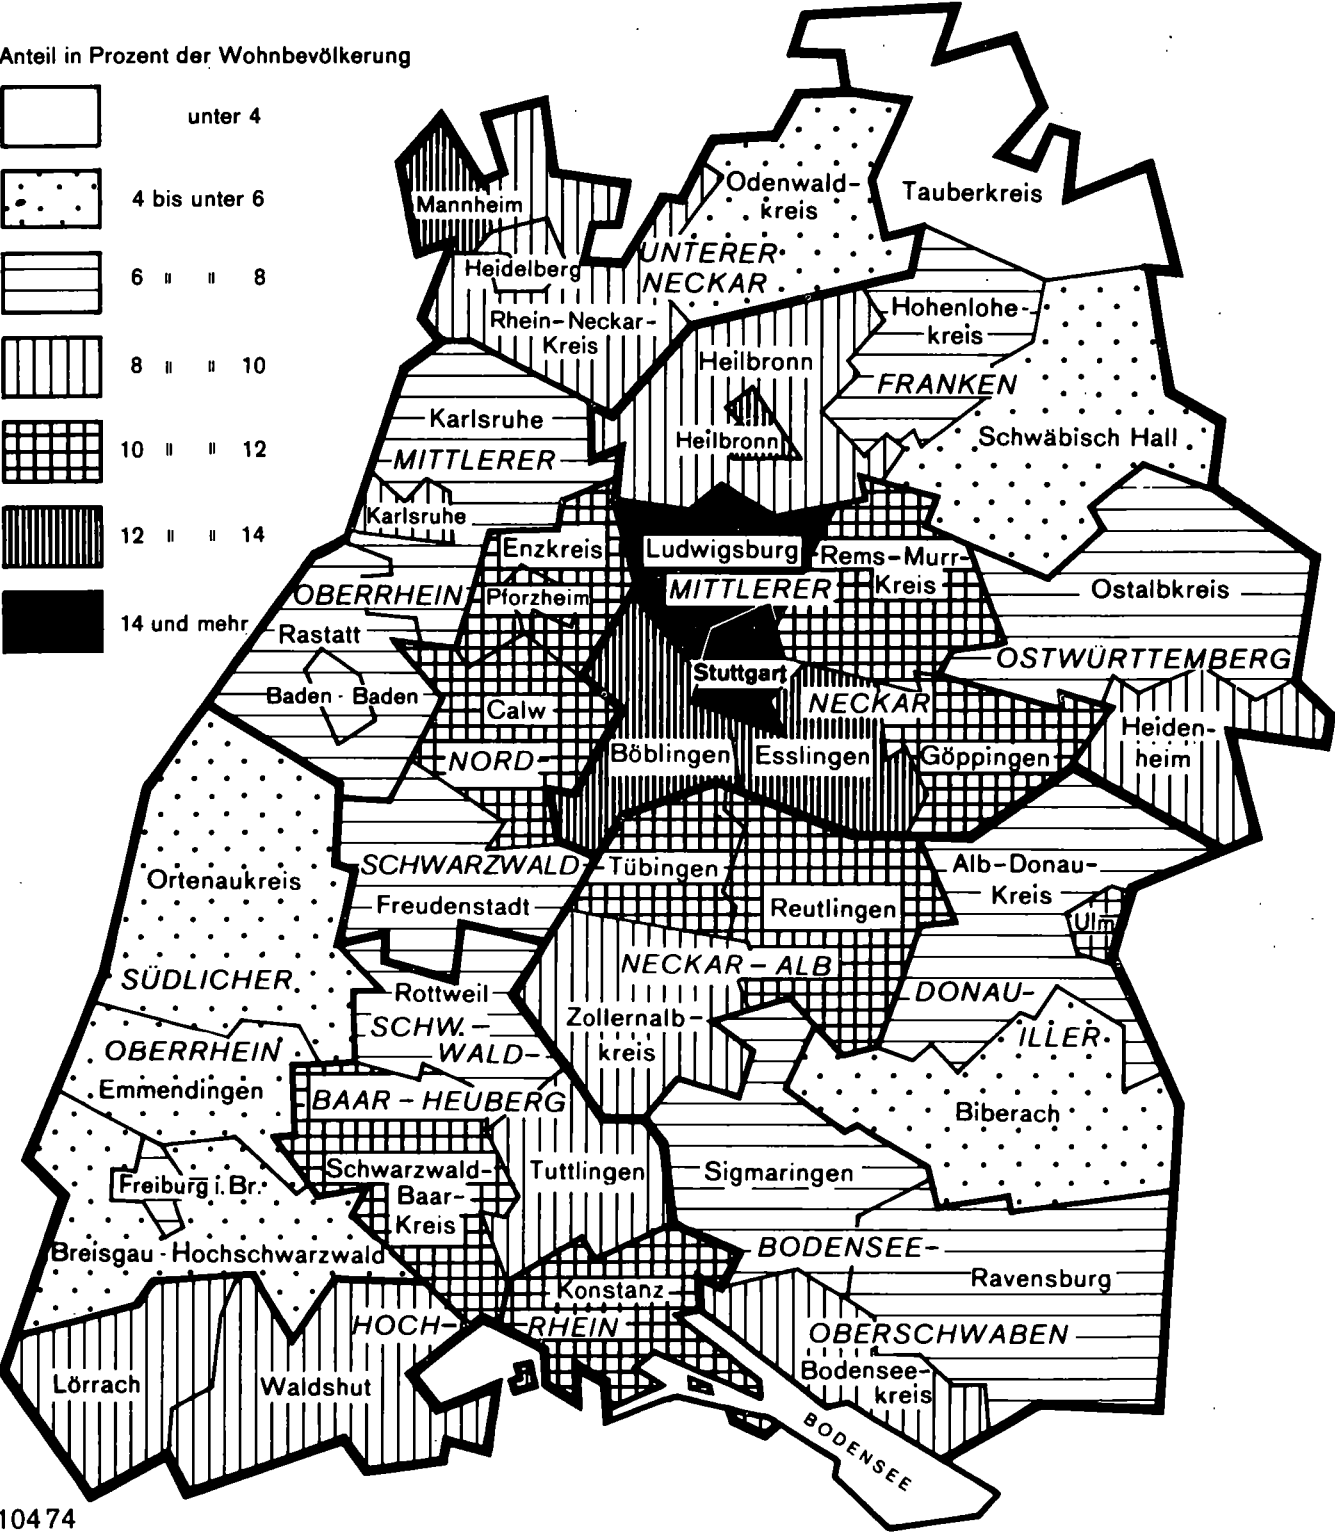 Anteil in Prozent der Wohnbevölkerung
unter 4
4 bis unter 6
6 " " 8
8 " " 10
10 " " 12
12 " " 14
14 und mehr
Odenwald-
kreis
Tauberkreis
Mannheim
UNTERER
NECKAR
Heidelberg
Rhein-Neckar-
Kreis
Hohenlohe-
kreis
Heilbronn
FRANKEN
Karlsruhe
Heilbronn
Schwäbisch Hall
MITTLERER
Karlsruhe
Enzkreis
Ludwigsburg
Rems-Murr-
Kreis
MITTLERER
Ostalbkreis
OBERRHEIN
Pforzheim
Rastatt
OSTWÜRTTEMBERG
Stuttgart
Baden-Baden
Calw
NECKAR
Heiden-
heim
NORD-
Böblingen
Esslingen
Göppingen
SCHWARZWALD
Tübingen
Alb-Donau-
Kreis
Ortenaukreis
Freudenstadt
Reutlingen
Ulm
SÜDLICHER
NECKAR-ALB
Rottweil
DONAU-
SCHW.-
WALD-
Zollernalb-
kreis
ILLER
OBERRHEIN
Emmendingen
BAAR-HEUBERG
Biberach
Freiburg i. Br.
Schwarzwald-
Baar-
Kreis
Tuttlingen
Sigmaringen
Breisgau-Hochschwarzwald
BODENSEE-
Konstanz
Ravensburg
HOCH-
RHEIN
OBERSCHWABEN
Lörrach
Waldshut
Bodensee-
kreis
BODENSEE
10474